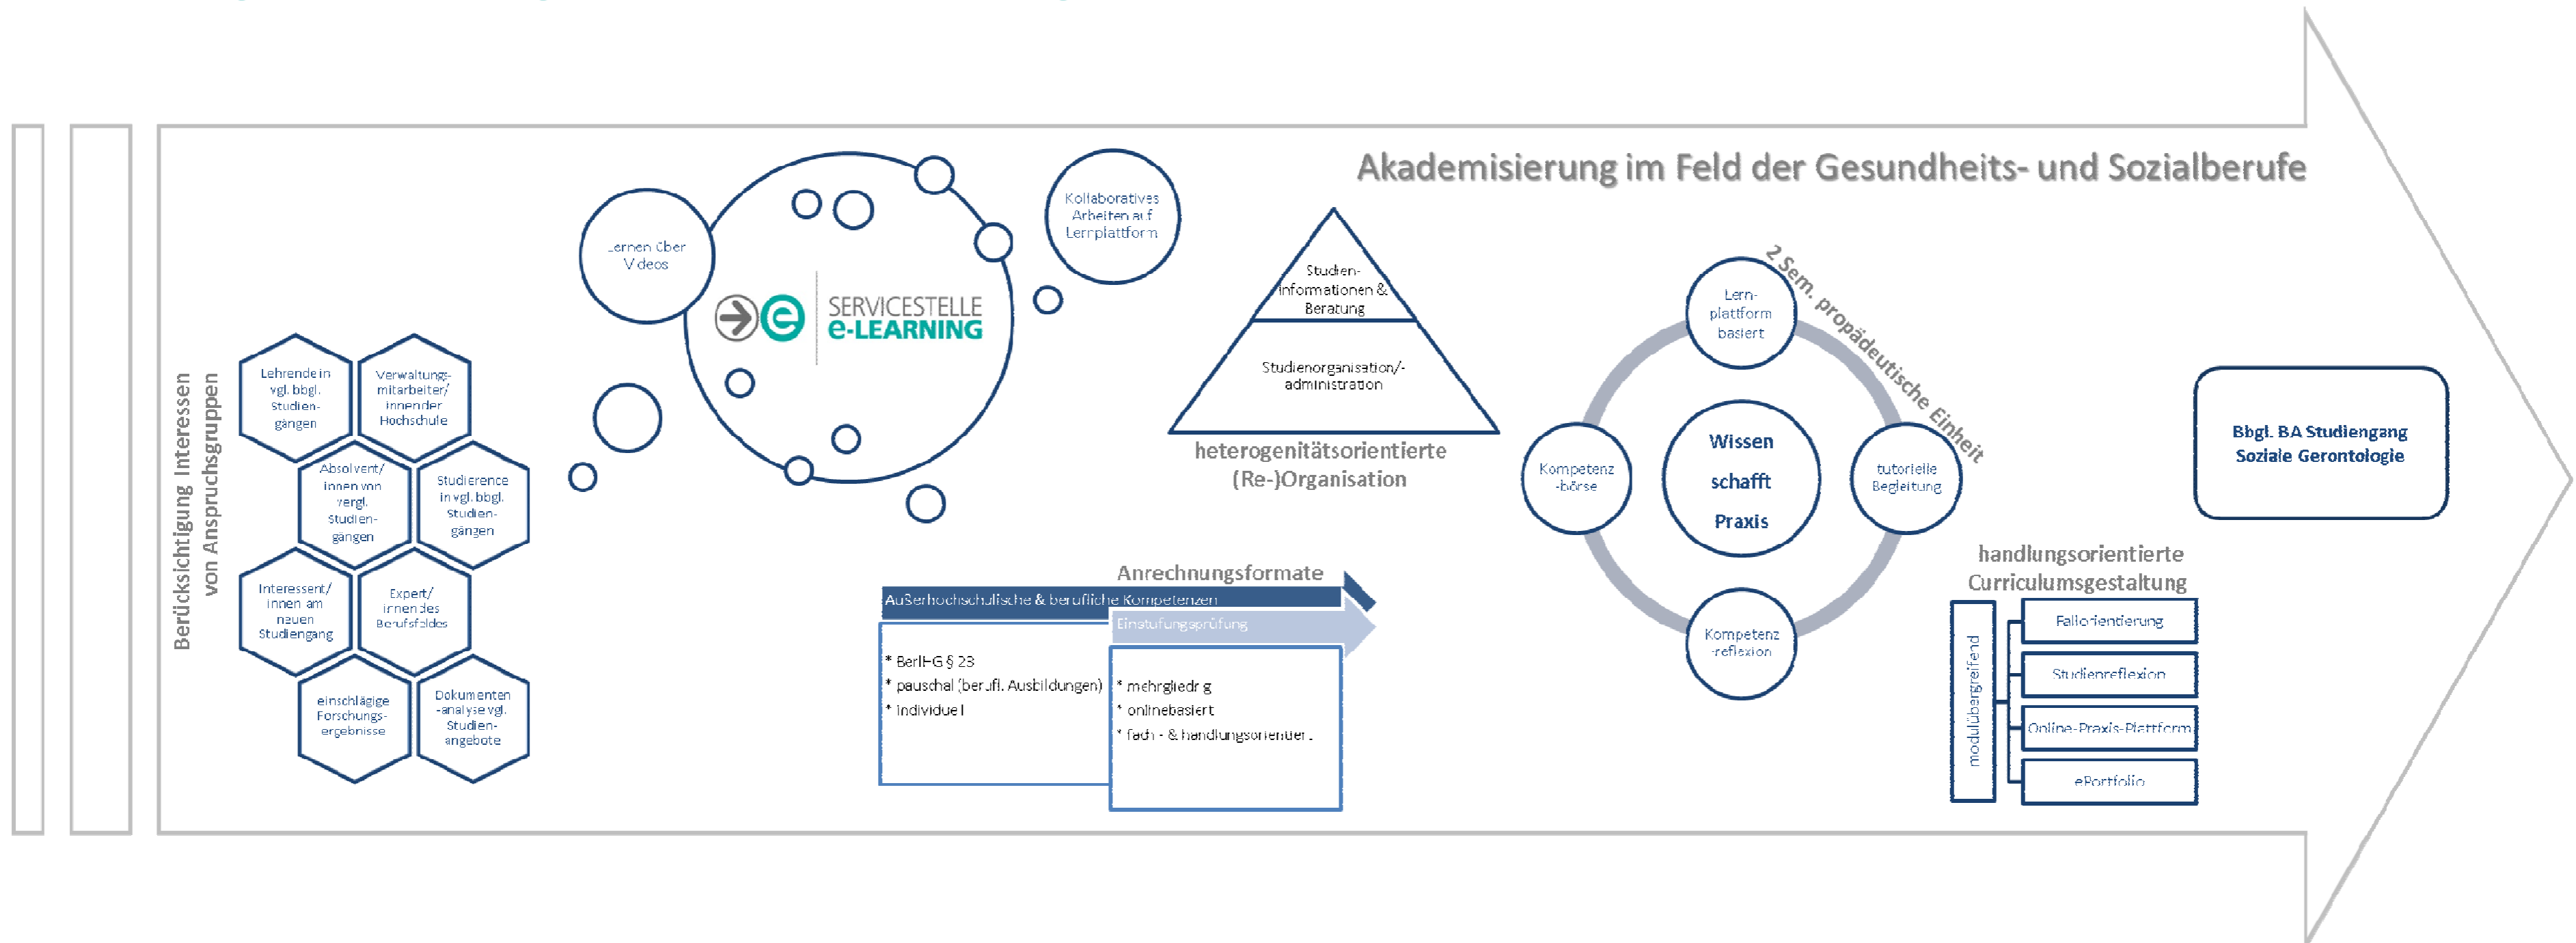 Akademisierung im Feld der Gesundheits- und Sozialberufe
Berücksichtigung Interessen
von Anspruchsgruppen
Lehrende in
vgl. bbgl.
Studien-
gängen
Verwaltungs-
mitarbeiter/
innen der
Hochschule
Absolvent/
innen von
vergl.
Studien-
gängen
Studierence
in vgl. bbgl.
Studien-
gängen
Interessent/
innen am
neuen
Studiengang
Expert/
innen des
Berufsfeldes
einschlägige
Forschungs-
ergebnisse
Dokumenten
-analyse vgl.
Studien-
angebote
Lernen über
Videos
SERVICESTELLE
e-LEARNING
Kollaboratives
Arbeiten auf
Lernplattform
Studien-
informationen &
Beratung
Studienorganisation/-
administration
heterogenitätsorientierte
(Re-)Organisation
Anrechnungsformate
Außerhochschulische & berufliche Kompetenzen
Einstufungsprüfung
* BerlHG § 23
* pauschal (berufl. Ausbildungen)
* individuell
* mehrgliedrig
* onlinebasiert
* fach - & handlungsorientiert
2 Sem. propädeutische Einheit
Lern-
plattform
basiert
Kompetenz
-börse
Wissen
schafft
Praxis
tutorielle
Begleitung
Kompetenz
-reflexion
handlungsorientierte
Curriculumsgestaltung
modulübergreifend
Fallorientierung
Studienreflexion
Online-Praxis-Plattform
ePortfolio
Bbgl. BA Studiengang
Soziale Gerontologie